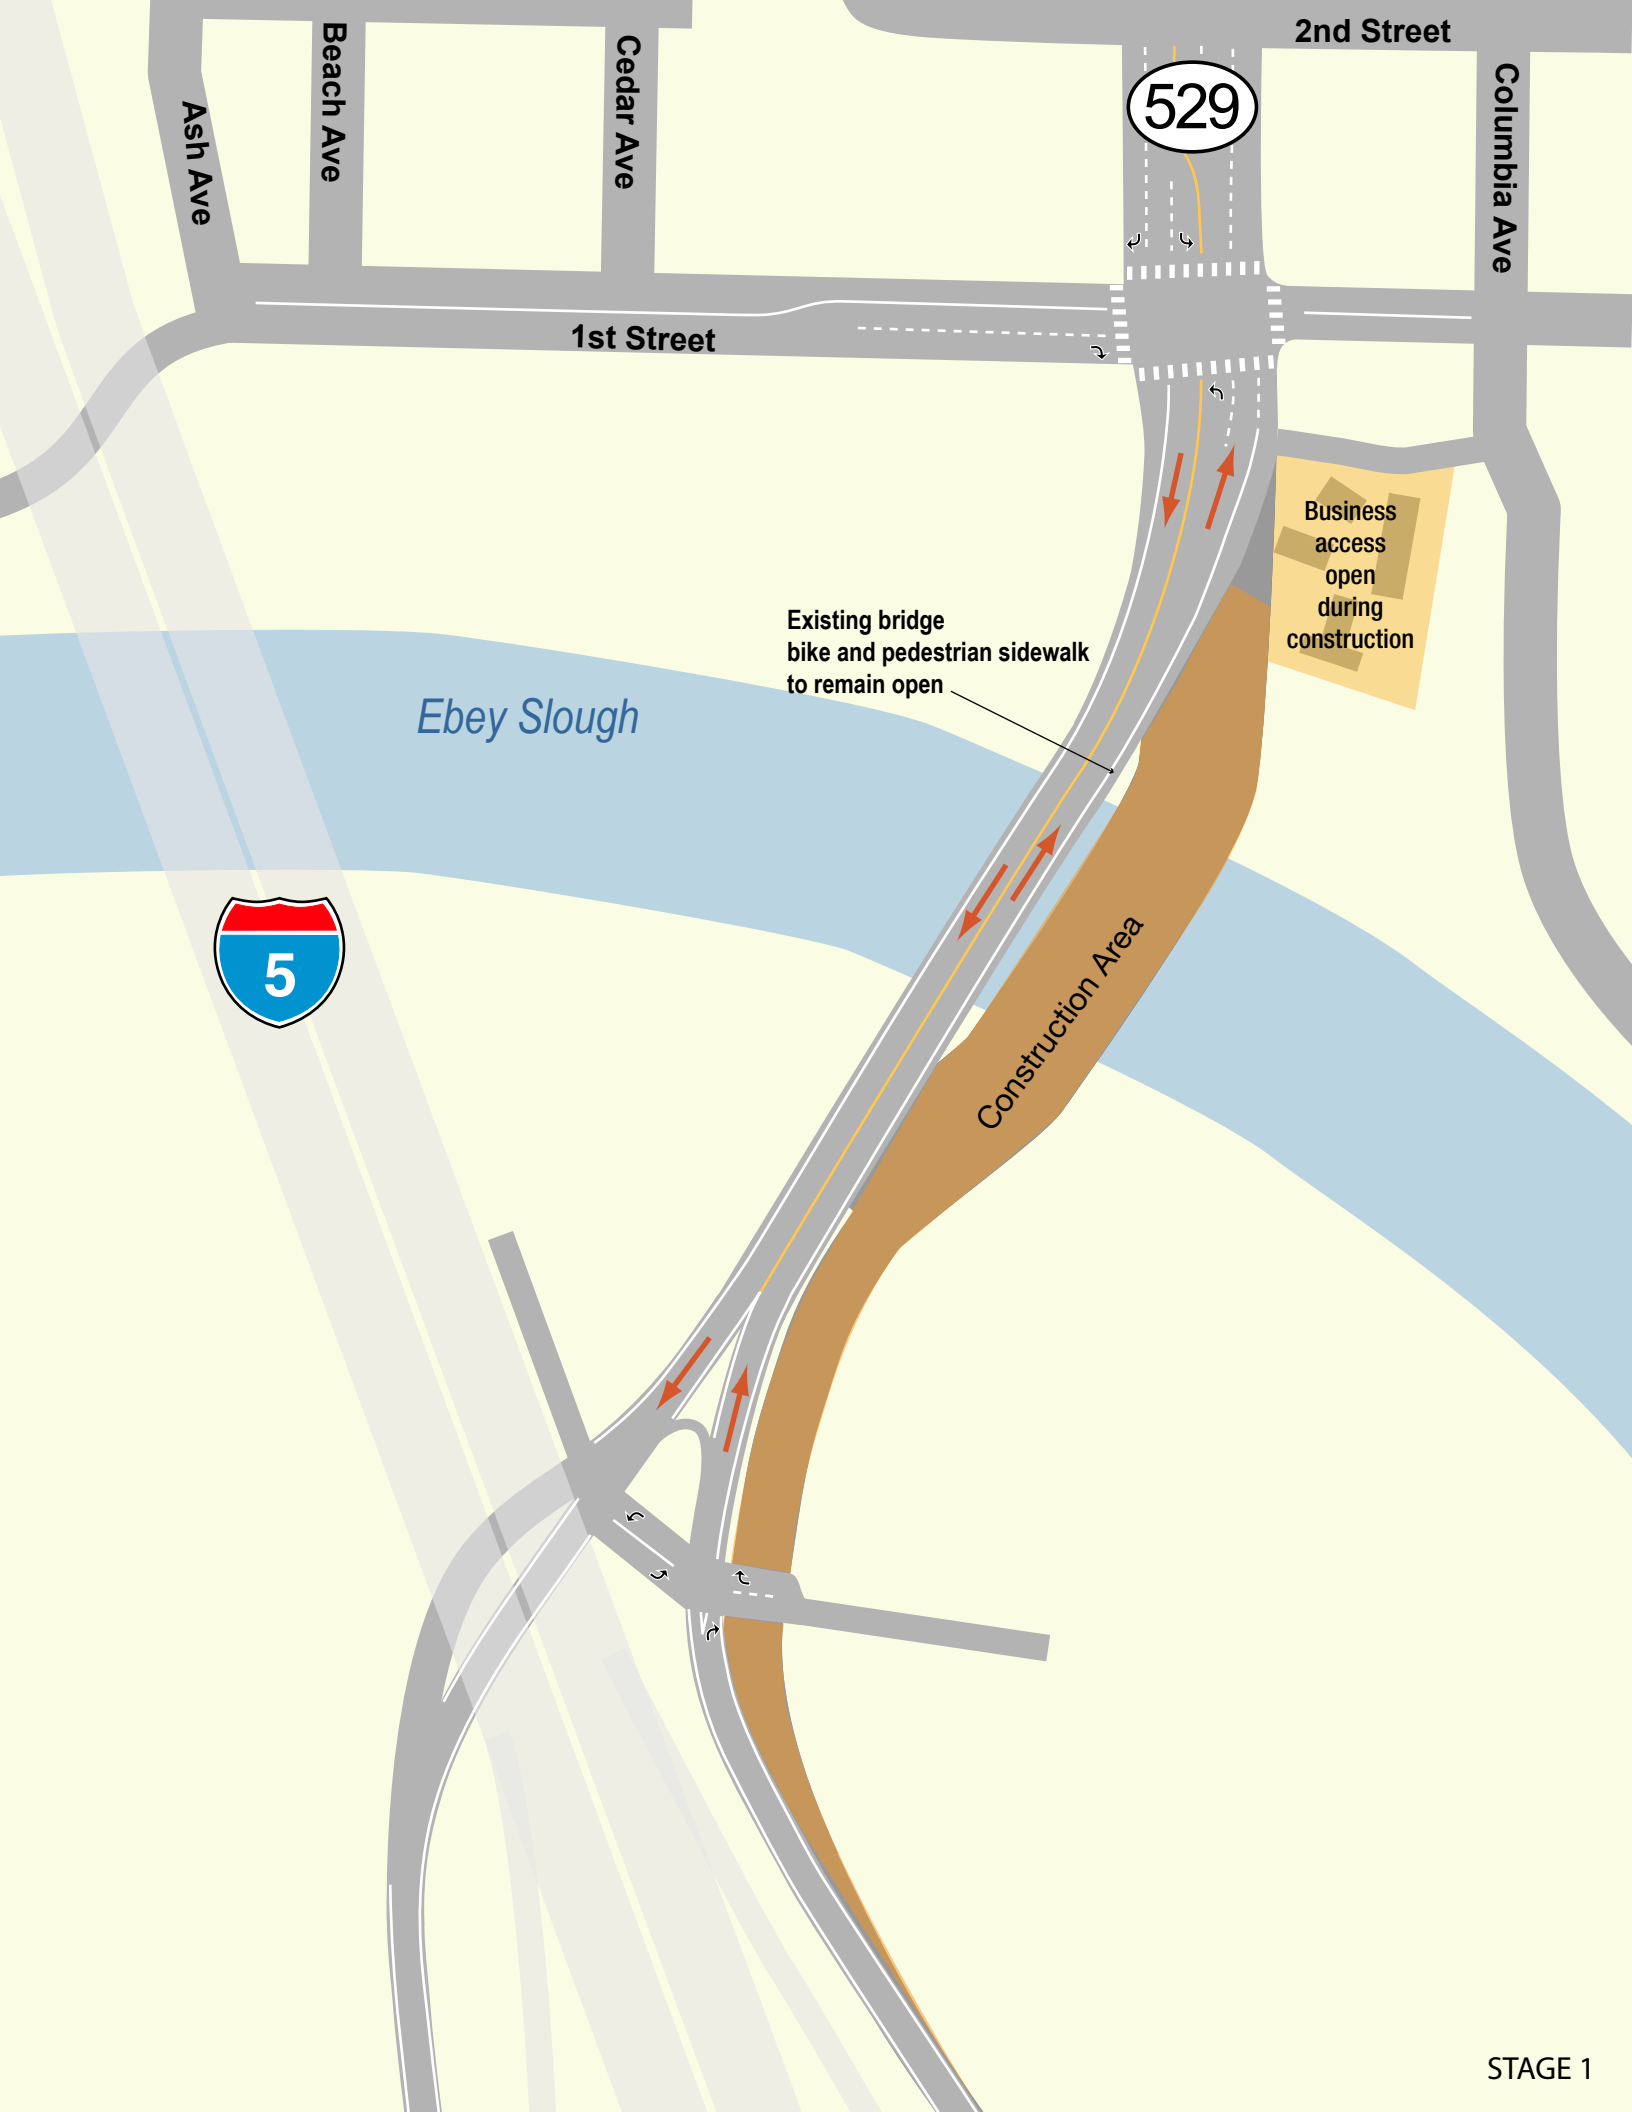 2nd Street
Beach Ave
Cedar Ave
529
Columbia Ave
Ash Ave
1st Street
Business
access
open
during
construction
Existing bridge
bike and pedestrian sidewalk
to remain open
Ebey Slough
5
Construction Area
STAGE 1